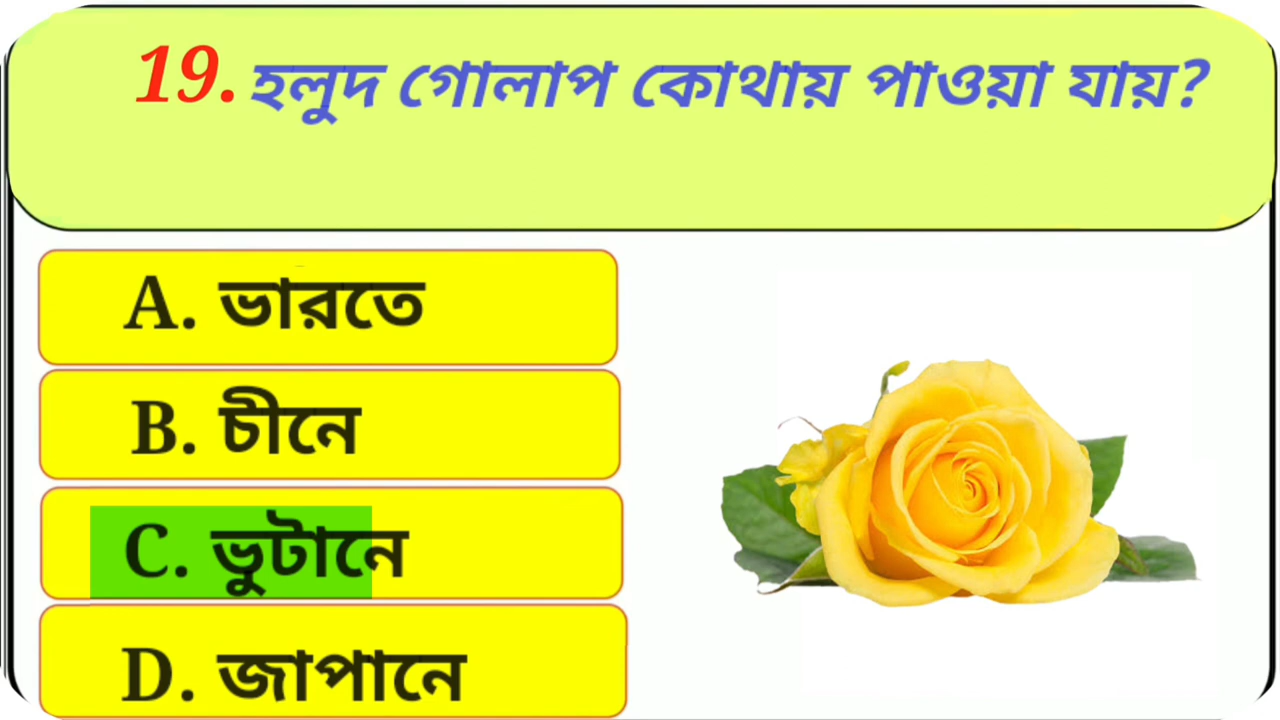 19. হলুদ গোলাপ কোথায় পাওয়া যায়?
A. ভারতে
B. চীনে
C. ভুটানে
D. জাপানে